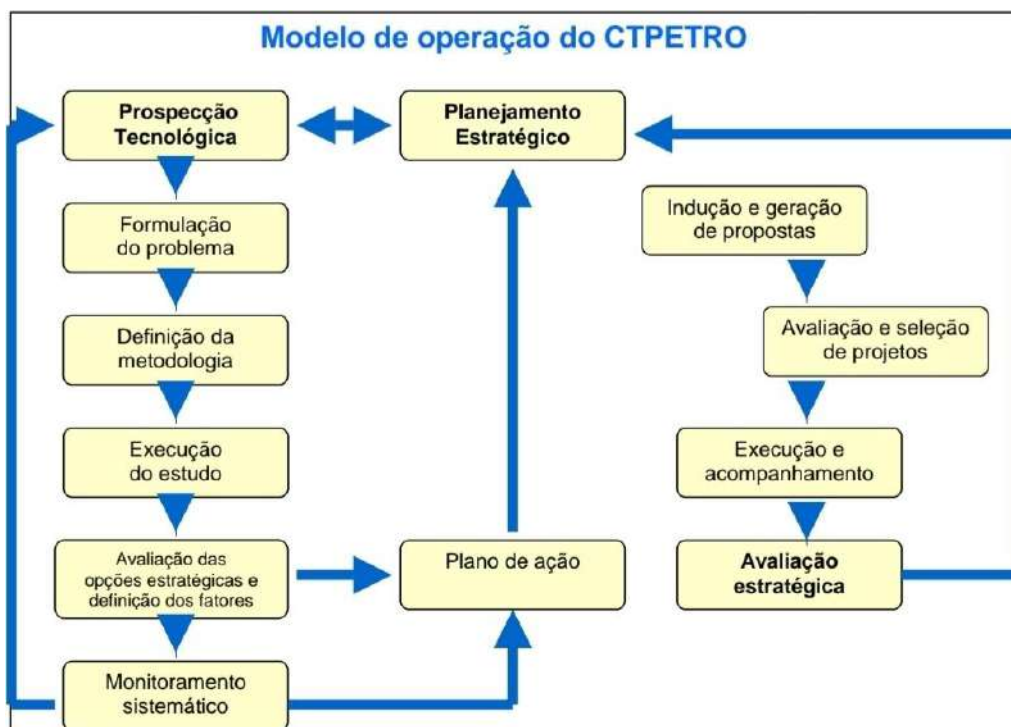 Modelo de operação do CTPETRO
Prospecção
Tecnológica
Planejamento
Estratégico
Formulação
do problema
Indução e geração
de propostas
Definição da
metodologia
Avaliação e seleção
de projetos
Execução
do estudo
Execução e
acompanhamento
Avaliação das
opções estratégicas e
definição dos fatores
Plano de ação
Avaliação
estratégica
Monitoramento
sistemático